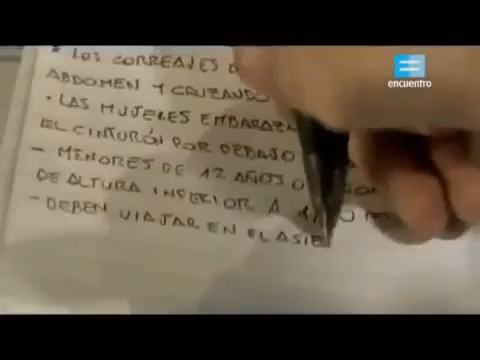 encuentro
• LOS CORREAJES D
ABDOMEN Y CRUZANDO
• LAS MUJERES EMBARAZA
EL CINTURÓN POR DEBAJO
- MENORES DE 12 AÑOS O
DE ALTURA INFERIOR A
- DEBEN VIAJAR EN EL ASIE